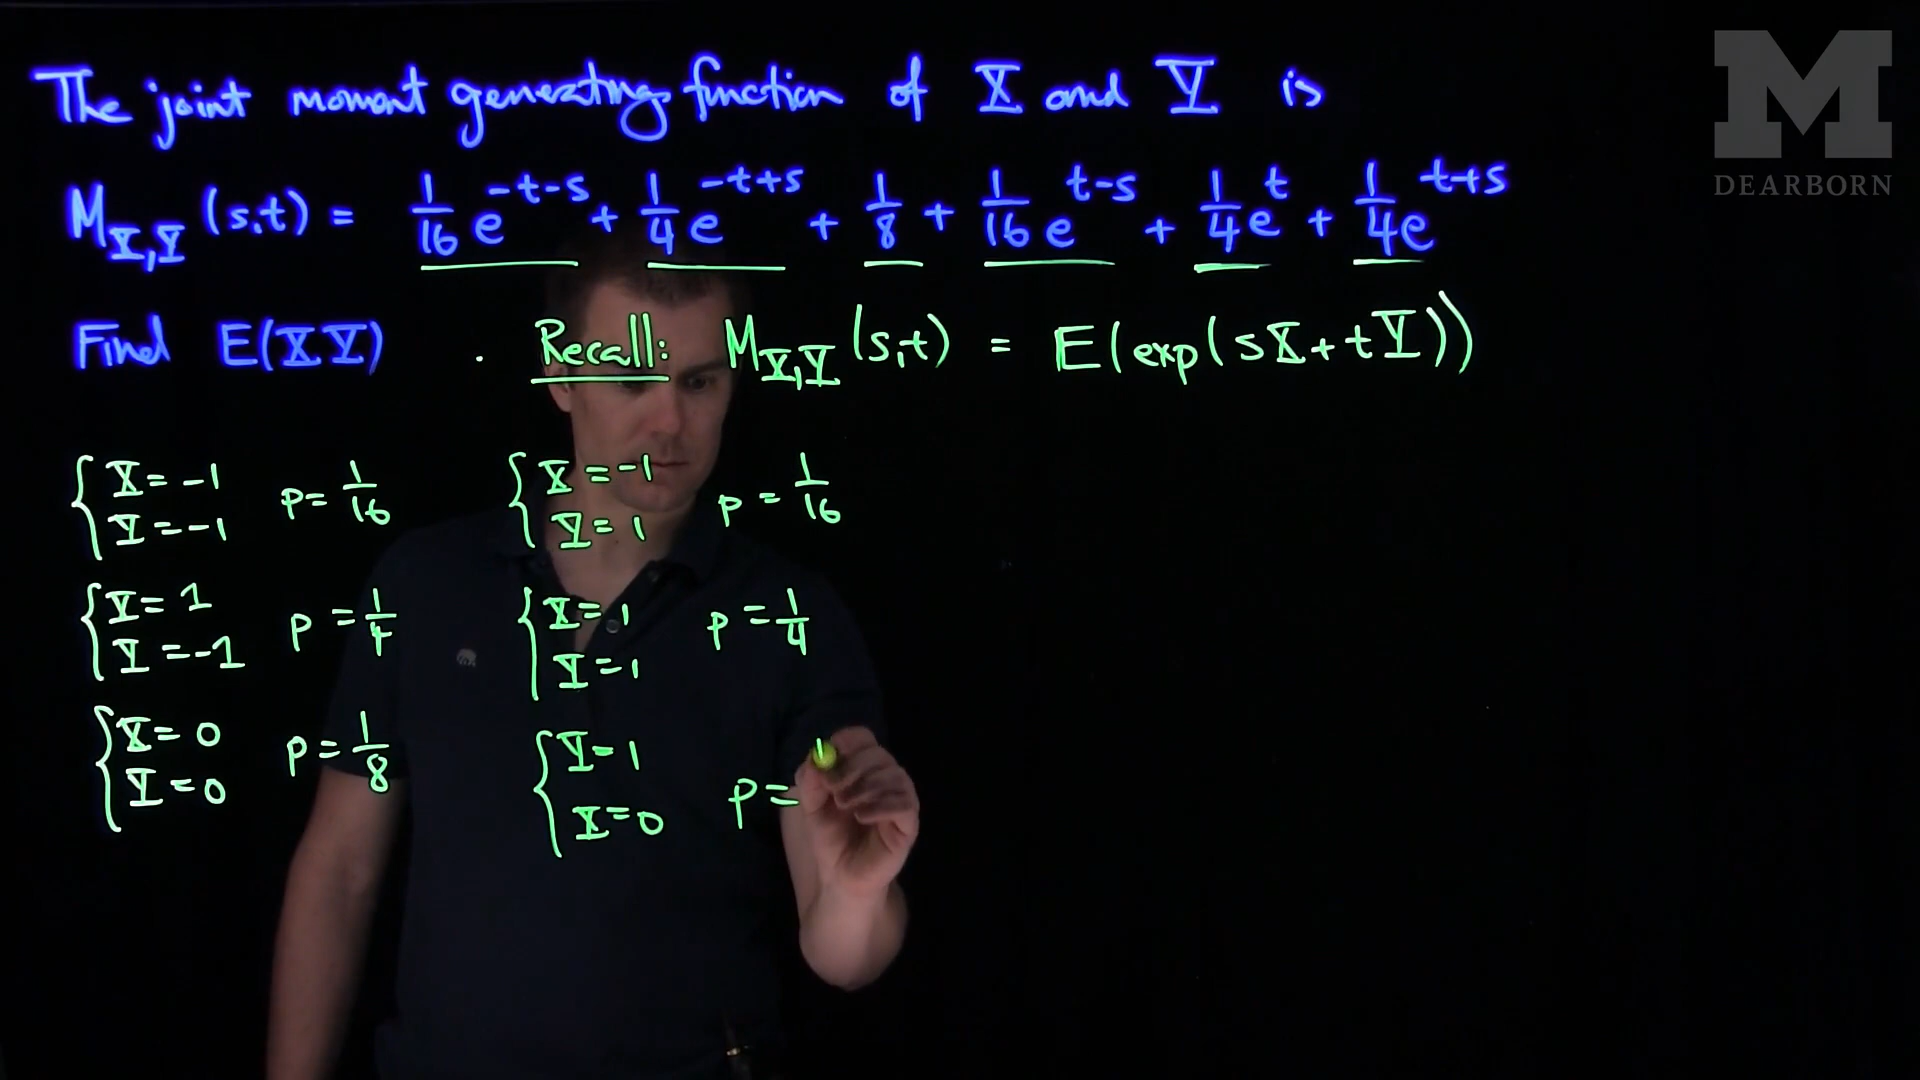 The joint moment generating function of X and Y is
M_{X,Y}(s,t) = 1/16 e^{-t-s} + 1/4 e^{-t+s} + 1/8 + 1/16 e^{t-s} + 1/4 e^{t} + 1/4 e^{t+s}
Find E(XY) . Recall: M_{X,Y}(s,t) = E(exp(sX+tY))
{ X = -1 Y = -1 p = 1/16
{ X = -1 Y = 1 p = 1/16
{ X = 1 Y = -1 p = 1/4
{ X = 1 Y = 1 p = 1/4
{ X = 0 Y = 0 p = 1/8
{ Y = 1 X = 0 p = 1
M
DEARBORN